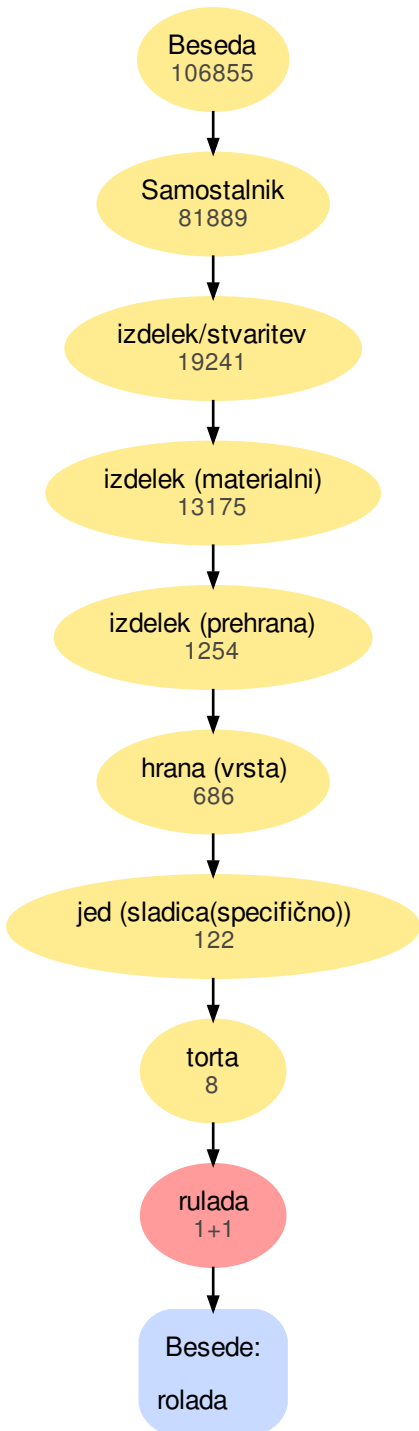 Beseda
106855
Samostalnik
81889
izdelek/stvaritev
19241
izdelek (materialni)
13175
izdelek (prehrana)
1254
hrana (vrsta)
686
jed (sladica(specifično))
122
torta
8
rulada
1+1
Besede:
rolada